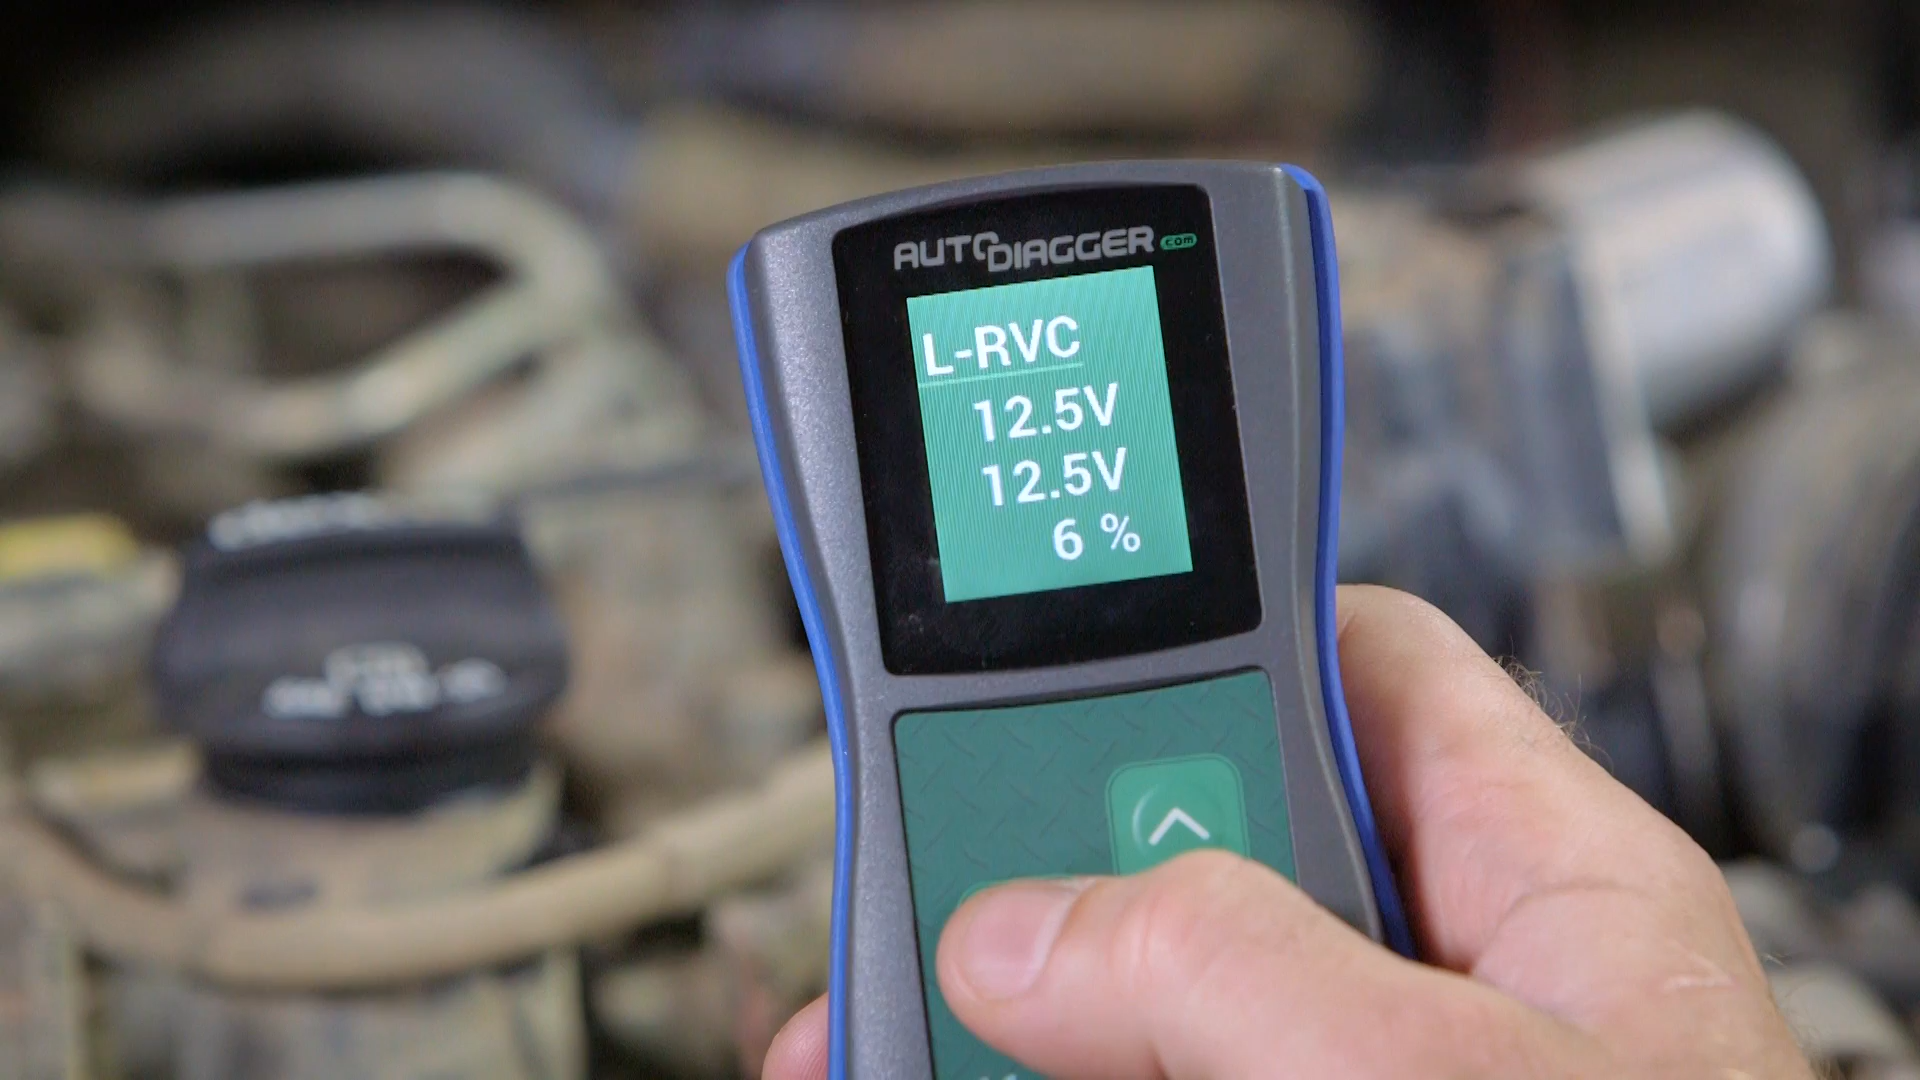 AUTODIAGGER.com
L-RVC
12.5V
12.5V
6 %